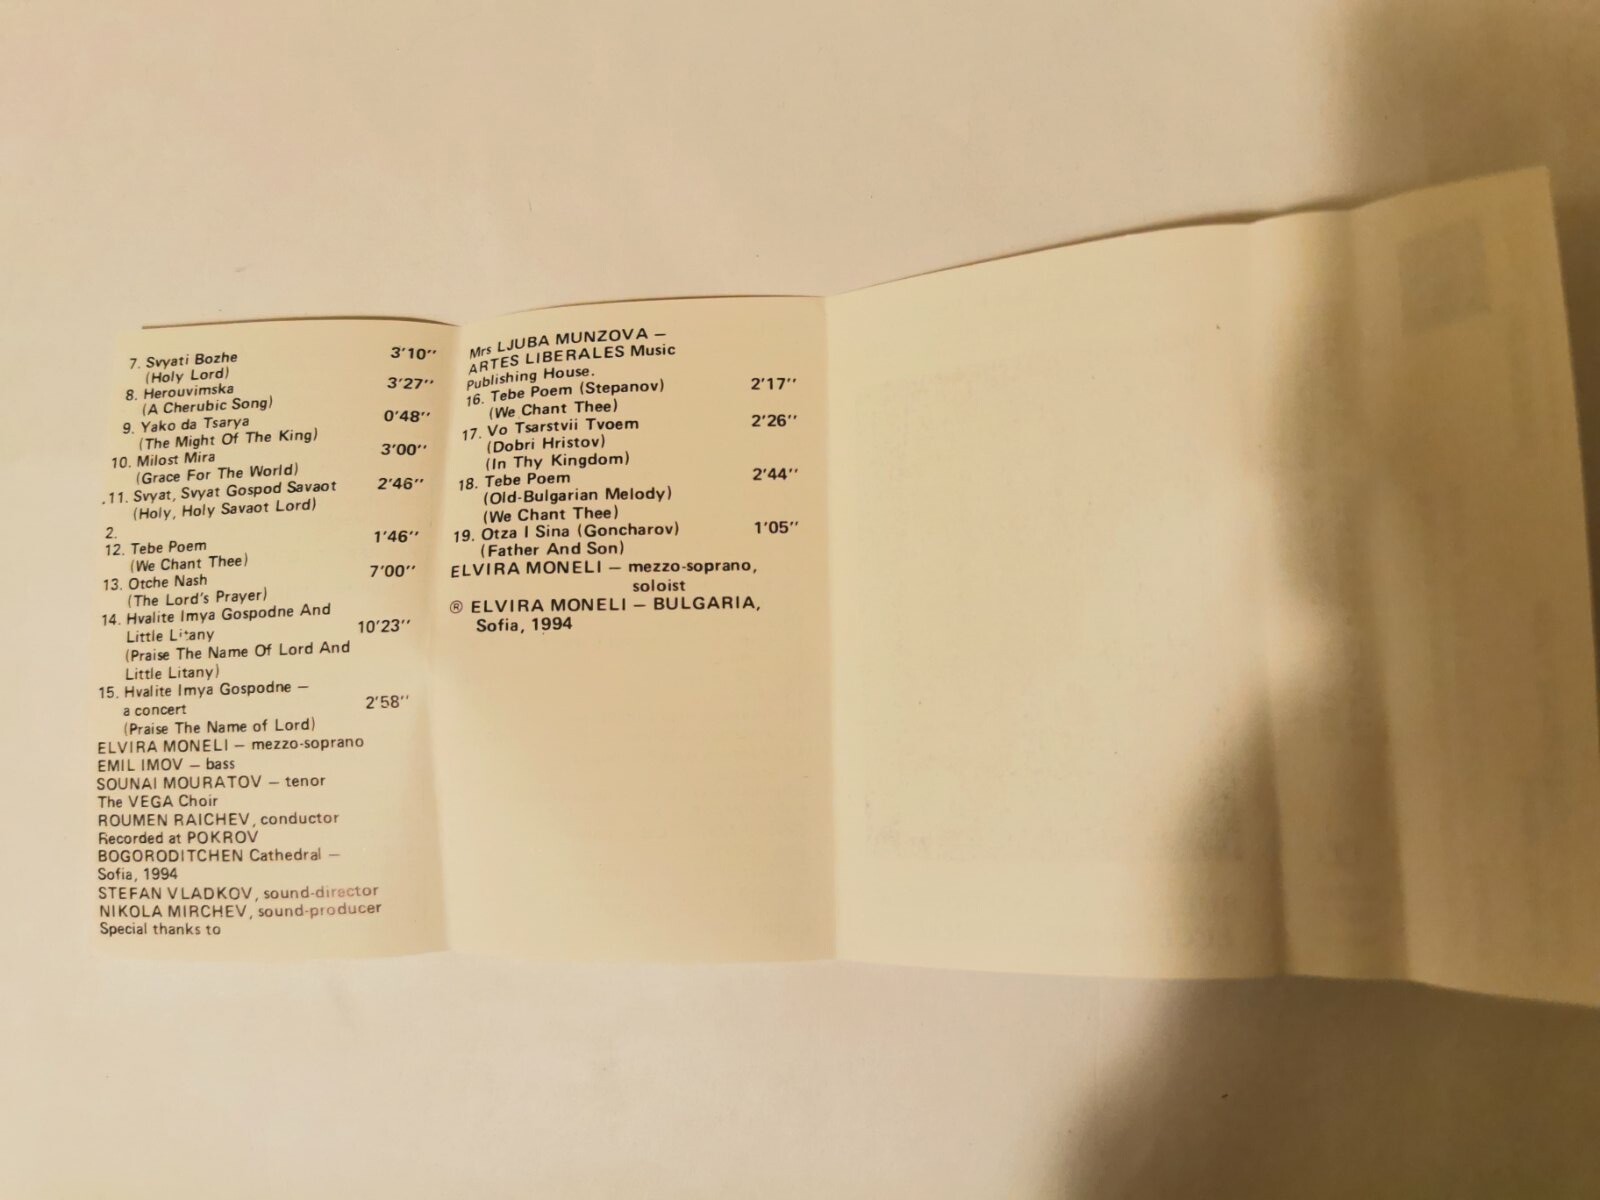 7. Svyati Bozhe 3'10''
(Holy Lord)
8. Herouvimska 3'27''
(A Cherubic Song)
9. Yako da Tsarya 0'48''
(The Might Of The King)
10. Milost Mira 3'00''
(Grace For The World)
11. Svyat, Svyat Gospod Savaot 2'46''
(Holy, Holy Savaot Lord)
2.
12. Tebe Poem 1'46''
(We Chant Thee)
13. Otche Nash 7'00''
(The Lord's Prayer)
14. Hvalite Imya Gospodne And
Little Litany 10'23''
(Praise The Name Of Lord And
Little Litany)
15. Hvalite Imya Gospodne —
a concert 2'58''
(Praise The Name of Lord)
ELVIRA MONELI — mezzo-soprano
EMIL IMOV — bass
SOUNAI MOURATOV — tenor
The VEGA Choir
ROUMEN RAICHEV, conductor
Recorded at POKROV
BOGORODITCHEN Cathedral —
Sofia, 1994
STEFAN VLADKOV, sound-director
NIKOLA MIRCHEV, sound-producer
Special thanks to
Mrs LJUBA MUNZOVA —
ARTES LIBERALES Music
Publishing House.
16. Tebe Poem (Stepanov) 2'17''
(We Chant Thee)
17. Vo Tsarstvii Tvoem 2'26''
(Dobri Hristov)
(In Thy Kingdom)
18. Tebe Poem 2'44''
(Old-Bulgarian Melody)
(We Chant Thee)
19. Otza I Sina (Goncharov) 1'05''
(Father And Son)
ELVIRA MONELI — mezzo-soprano,
soloist
® ELVIRA MONELI — BULGARIA,
Sofia, 1994